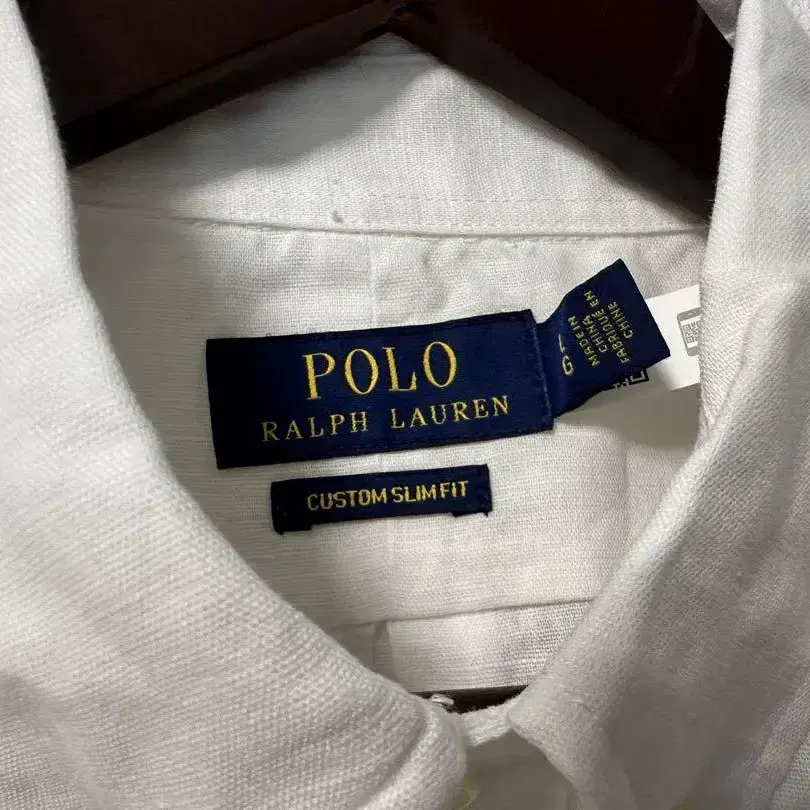 POLO
RALPH LAUREN
CUSTOM SLIM FIT
MADE IN
CHINA
FABRIQUE EN
CHINE